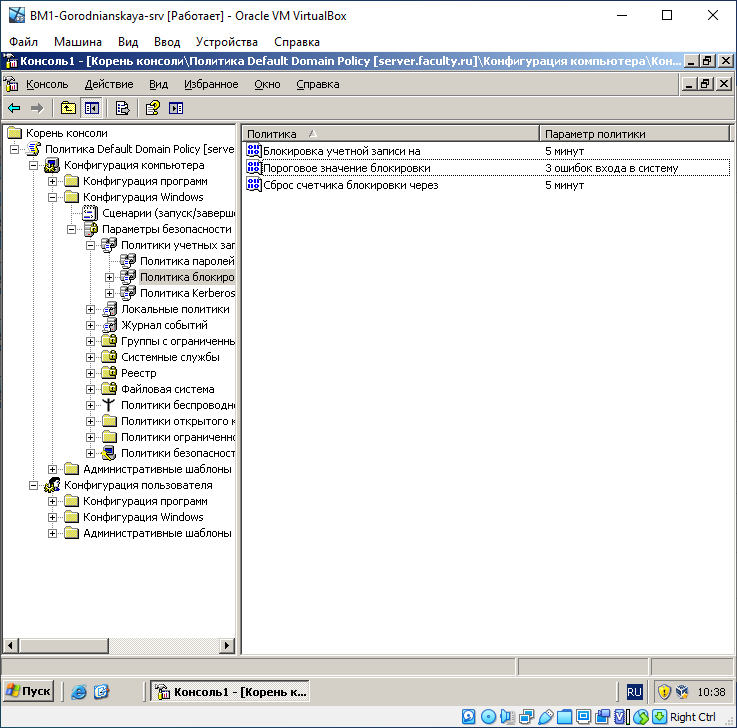 BM1-Gorodnianskaya-srv [Работает] - Oracle VM VirtualBox
Файл Машина Вид Ввод Устройства Справка
Консоль1 - [Корень консоли\Политика Default Domain Policy [server.faculty.ru]\Конфигурация компьютера\Кон...
Консоль Действие Вид Избранное Окно Справка
Корень консоли
Политика Default Domain Policy [serve
Конфигурация компьютера
Конфигурация программ
Конфигурация Windows
Сценарии (запуск/заверше
Параметры безопасности
Политики учетных заг
Политика паролей
Политика блокиро
Политика Kerberos
Локальные политики
Журнал событий
Группы с ограниченны
Системные службы
Реестр
Файловая система
Политики беспроводн
Политики открытого к
Политики ограниченно
Политики безопасност
Административные шаблоны
Конфигурация пользователя
Конфигурация программ
Конфигурация Windows
Административные шаблоны
Политика Параметр политики
Блокировка учетной записи на 5 минут
Пороговое значение блокировки 3 ошибок входа в систему
Сброс счетчика блокировки через 5 минут
Пуск Консоль1 - [Корень к... RU 10:38
Right Ctrl